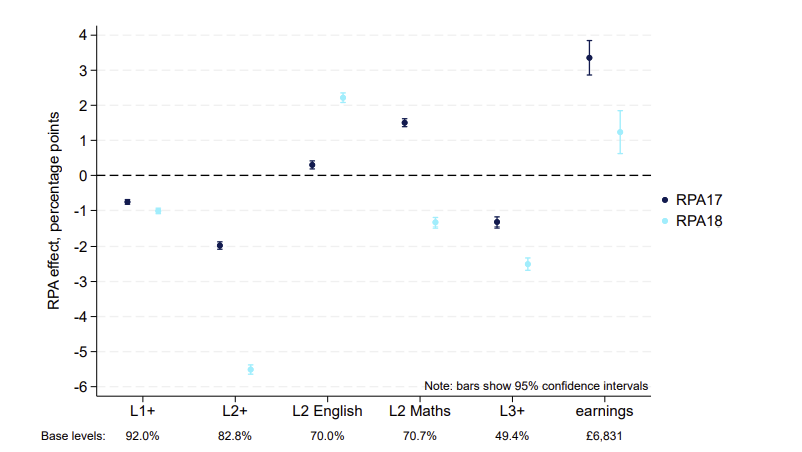 RPA effect, percentage points
4
3
2
1
0
-1
-2
-3
-4
-5
-6
RPA17
RPA18
Note: bars show 95% confidence intervals
L1+ L2+ L2 English L2 Maths L3+ earnings
Base levels: 92.0% 82.8% 70.0% 70.7% 49.4% £6,831